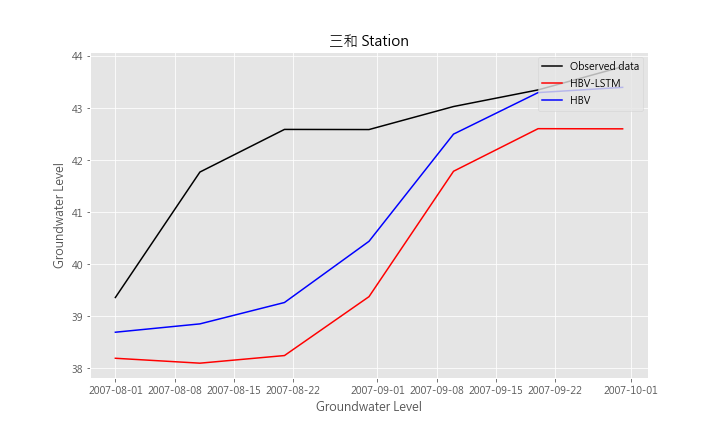 三和 Station
44
43
42
41
40
39
38
Groundwater Level
Observed data
HBV-LSTM
HBV
2007-08-01 2007-08-08 2007-08-15 2007-08-22 2007-09-01 2007-09-08 2007-09-15 2007-09-22 2007-10-01
Groundwater Level